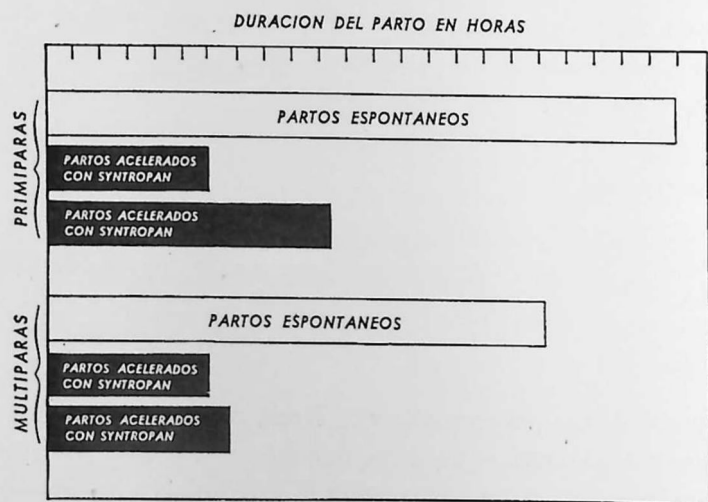 DURACION DEL PARTO EN HORAS
PRIMIPARAS
PARTOS ESPONTANEOS
PARTOS ACELERADOS
CON SYNTROPAN
PARTOS ACELERADOS
CON SYNTROPAN
MULTIPARAS
PARTOS ESPONTANEOS
PARTOS ACELERADOS
CON SYNTROPAN
PARTOS ACELERADOS
CON SYNTROPAN